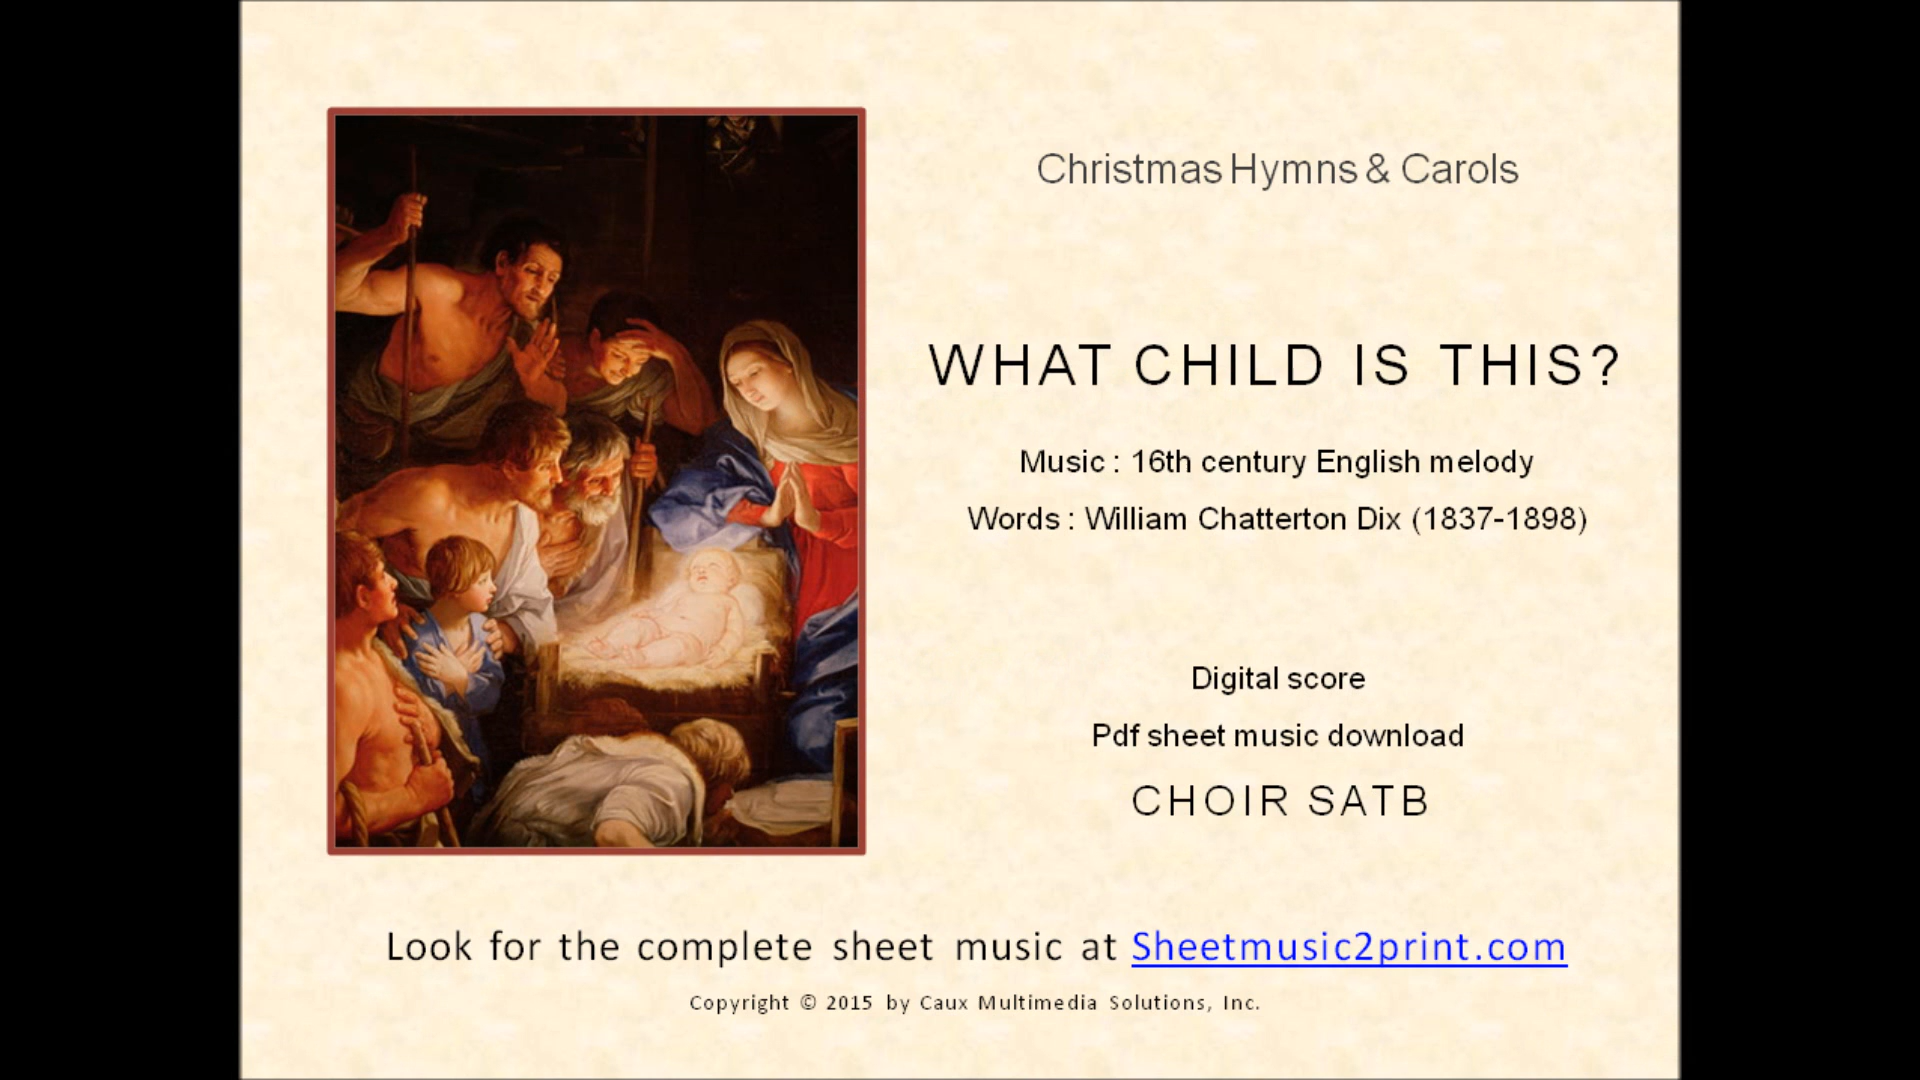 Christmas Hymns & Carols
WHAT CHILD IS THIS?
Music : 16th century English melody
Words : William Chatterton Dix (1837-1898)
Digital score
Pdf sheet music download
CHOIR SATB
Look for the complete sheet music at Sheetmusic2print.com
Copyright © 2015 by Caux Multimedia Solutions, Inc.